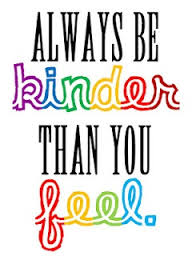 ALWAYS BE
kinder
THAN YOU
feel.